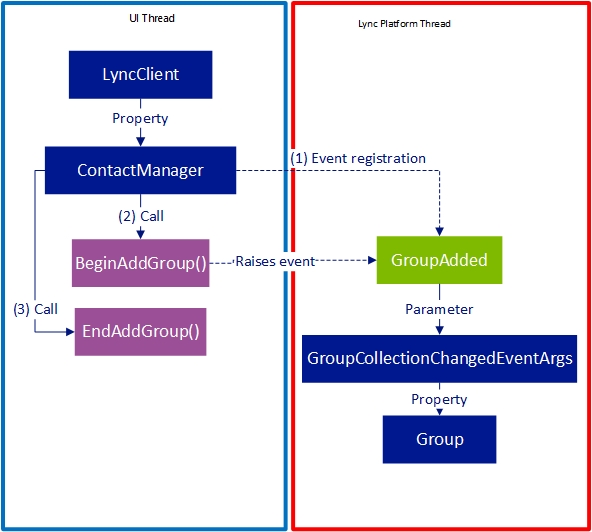 UI Thread
Lync Platform Thread
LyncClient
Property
ContactManager
(1) Event registration
(2) Call
BeginAddGroup()
Raises event
GroupAdded
(3) Call
EndAddGroup()
Parameter
GroupCollectionChangedEventArgs
Property
Group